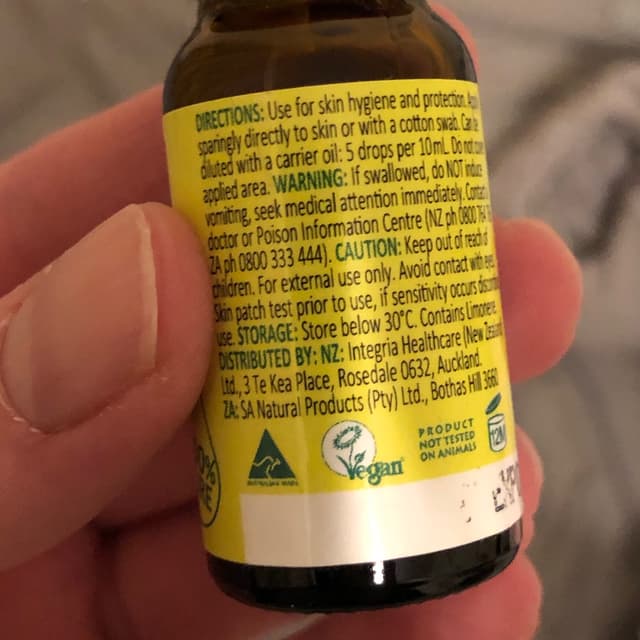 DIRECTIONS: Use for skin hygiene and protection.
sparingly directly to skin or with a cotton swab. Can
diluted with a carrier oil: 5 drops per 10mL. Do not
applied area. WARNING: If swallowed, do NOT induce
vomiting, seek medical attention immediately. Contact
doctor or Poison Information Centre (NZ ph 0800 764
ZA ph 0800 333 444). CAUTION: Keep out of reach of
children. For external use only. Avoid contact with eyes.
Skin patch test prior to use, if sensitivity occurs
use. STORAGE: Store below 30°C. Contains Limonene.
DISTRIBUTED BY: NZ: Integria Healthcare (New
Ltd., 3 Te Kea Place, Rosedale 0632, Auckland.
ZA: SA Natural Products (Pty) Ltd., Bothas Hill 3660
AUSTRALIAN MADE
Vegan
PRODUCT
NOT TESTED
ON ANIMALS
12M
0%
EXP